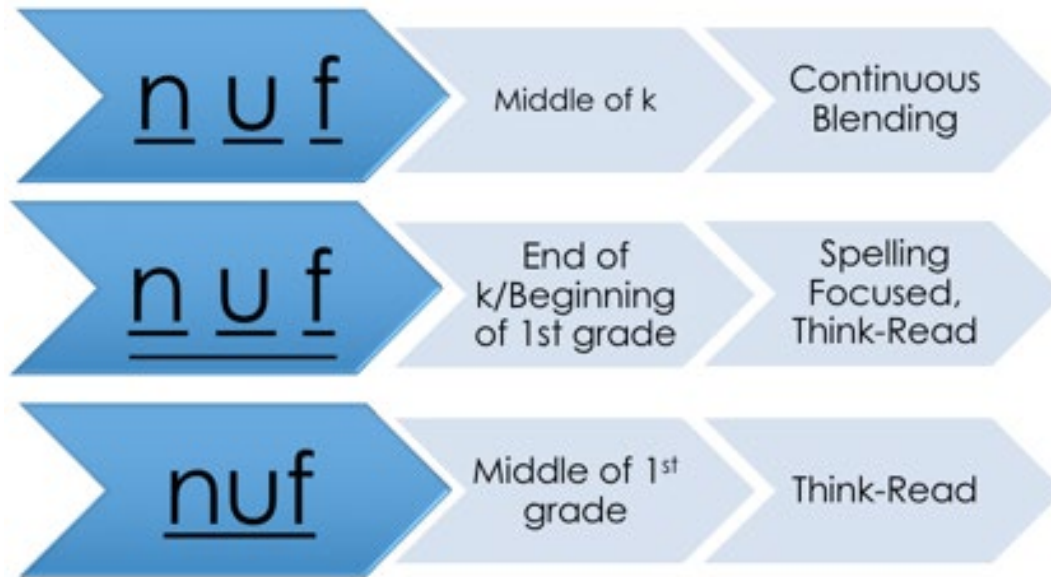 n u f
Middle of k
Continuous
Blending
n u f
End of
k/Beginning
of 1st grade
Spelling
Focused,
Think-Read
nuf
Middle of 1st
grade
Think-Read